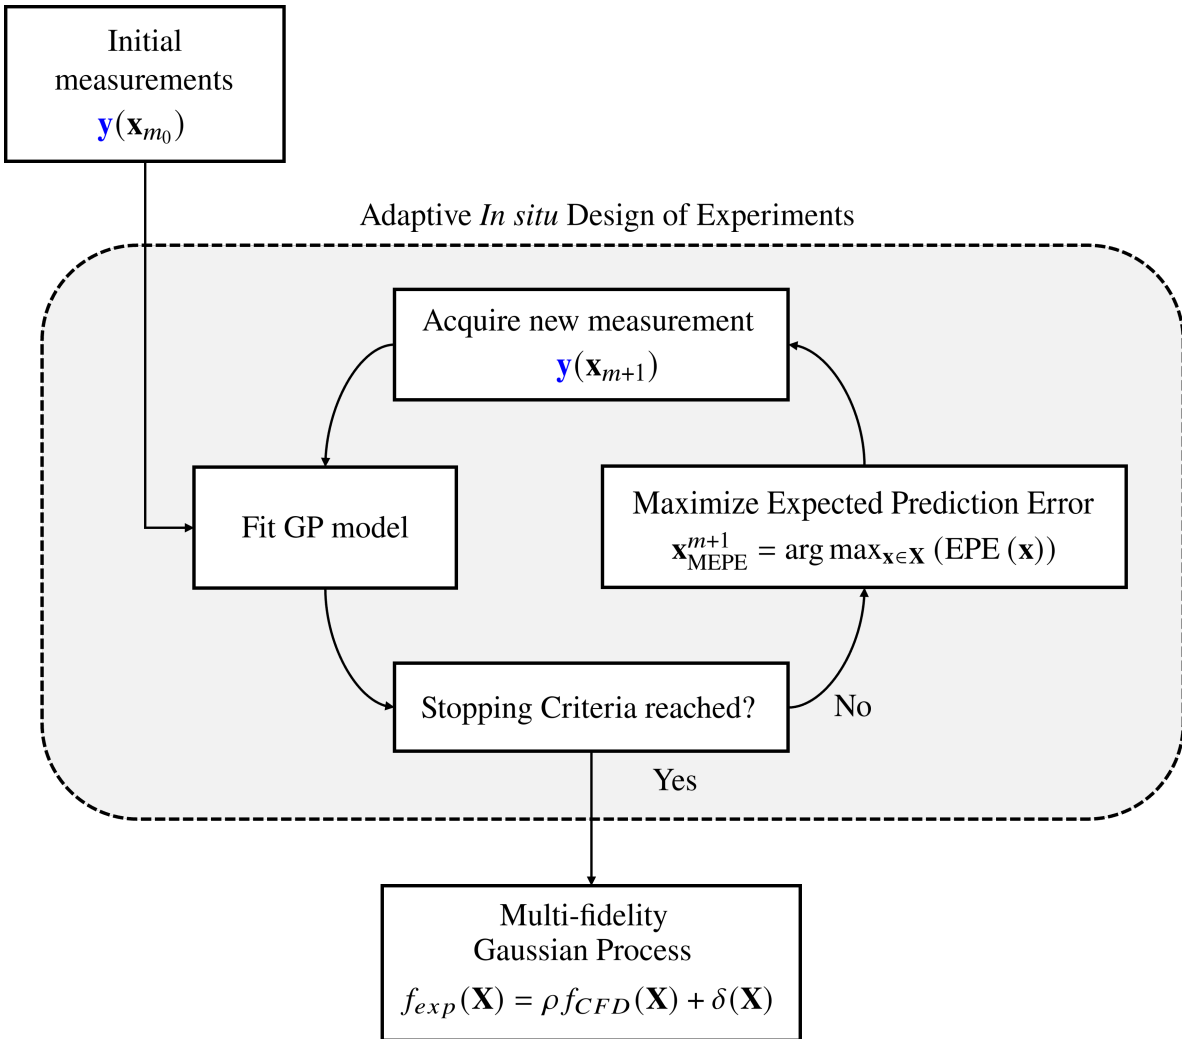 Initial
measurements
y(x_{m_0})
Adaptive In situ Design of Experiments
Acquire new measurement
y(x_{m+1})
Fit GP model
Maximize Expected Prediction Error
x_{MEPE}^{m+1} = arg max_{x∈X} (EPE (x))
Stopping Criteria reached?
No
Yes
Multi-fidelity
Gaussian Process
f_{exp}(X) = ρf_{CFD}(X) + δ(X)